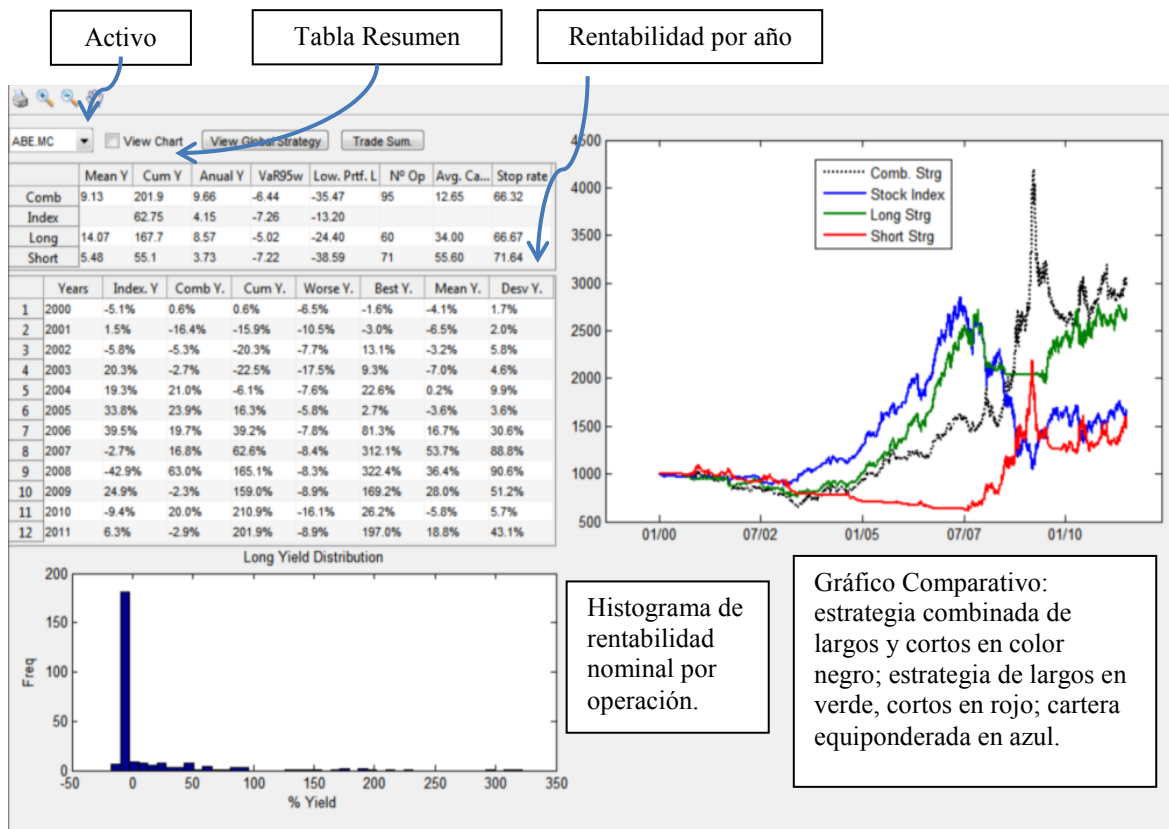 Activo
Tabla Resumen
Rentabilidad por año
ABE.MC
View Chart
View Global Strategy
Trade Sum.
Mean Y Cum Y Anual Y VaR95w Low. Prtf. L Nº Op Avg. Ca... Stop rate
Comb 9.13 201.9 9.66 -6.44 -35.47 95 12.65 66.32
Index 62.75 4.15 -7.26 -13.20
Long 14.07 167.7 8.57 -5.02 -24.40 60 34.00 66.67
Short 5.48 55.1 3.73 -7.22 -38.59 71 55.60 71.64
Years Index. Y Comb Y. Cum Y. Worse Y. Best Y. Mean Y. Desv Y.
1 2000 -5.1% 0.6% 0.6% -6.5% -1.6% -4.1% 1.7%
2 2001 1.5% -16.4% -15.9% -10.5% -3.0% -6.5% 2.0%
3 2002 -5.8% -5.3% -20.3% -7.7% 13.1% -3.2% 5.8%
4 2003 20.3% -2.7% -22.5% -17.5% 9.3% -7.0% 4.6%
5 2004 19.3% 21.0% -6.1% -7.6% 22.6% 0.2% 9.9%
6 2005 33.8% 23.9% 16.3% -5.8% 2.7% -3.6% 3.6%
7 2006 39.5% 19.7% 39.2% -7.8% 81.3% 16.7% 30.6%
8 2007 -2.7% 16.8% 62.6% -8.4% 312.1% 53.7% 88.8%
9 2008 -42.9% 63.0% 165.1% -8.3% 322.4% 36.4% 90.6%
10 2009 24.9% -2.3% 159.0% -8.9% 169.2% 28.0% 51.2%
11 2010 -9.4% 20.0% 210.9% -16.1% 26.2% -5.8% 5.7%
12 2011 6.3% -2.9% 201.9% -8.9% 197.0% 18.8% 43.1%
4500
4000
3500
3000
2500
2000
1500
1000
500
01/00 07/02 01/05 07/07 01/10
Comb. Strg
Stock Index
Long Strg
Short Strg
Long Yield Distribution
200
150
100
50
0
Freq
-50 0 50 100 150 200 250 300 350
% Yield
Histograma de
rentabilidad
nominal por
operación.
Gráfico Comparativo:
estrategia combinada de
largos y cortos en color
negro; estrategia de largos en
verde, cortos en rojo; cartera
equiponderada en azul.